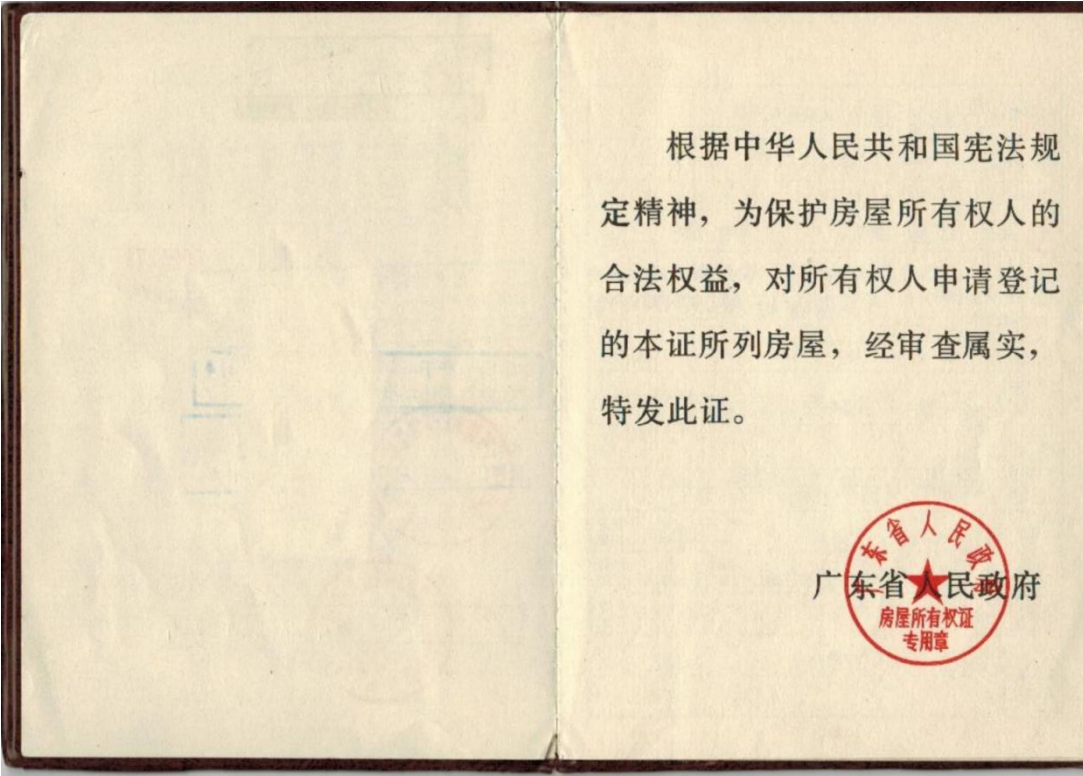 根据中华人民共和国宪法规
定精神，为保护房屋所有权人的
合法权益，对所有权人申请登记
的本证所列房屋，经审查属实，
特发此证。
广东省人民政府
广东省人民政府
房屋所有权证
专用章